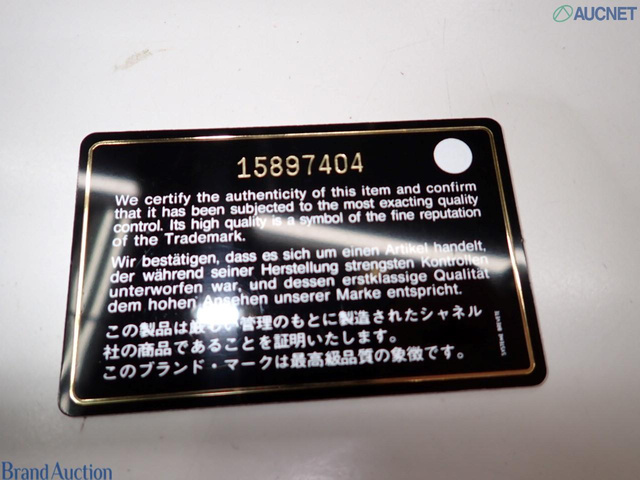 AUCNET
15897404
We certify the authenticity of this item and confirm
that it has been subjected to the most exacting quality
control. Its high quality is a symbol of the fine reputation
of the Trademark.
Wir bestätigen, dass es sich um einen Artikel handelt,
der während seiner Herstellung strengsten Kontrollen
unterworfen war, und dessen erstklassige Qualität
dem hohen Ansehen unserer Marke entspricht.
この製品は厳しい管理のもとに製造されたシャネル
社の商品であることを証明いたします。
このブランド・マークは最高級品質の象徴です。
Brand Auction